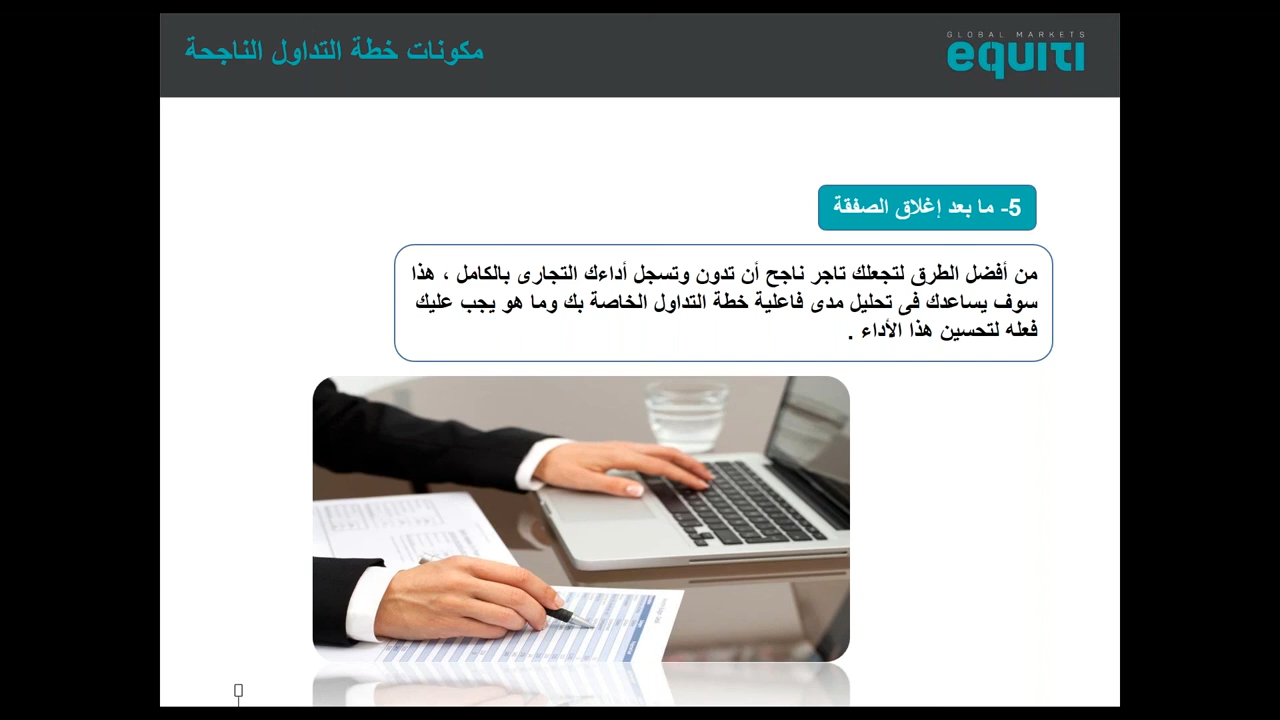 مكونات خطة التداول الناجحة
GLOBAL MARKETS
equiti
5- ما بعد إغلاق الصفقة
من أفضل الطرق لتجعلك تاجر ناجح أن تدون وتسجل أداءك التجارى بالكامل ، هذا
سوف يساعدك فى تحليل مدى فاعلية خطة التداول الخاصة بك وما هو يجب عليك
فعله لتحسين هذا الأداء .